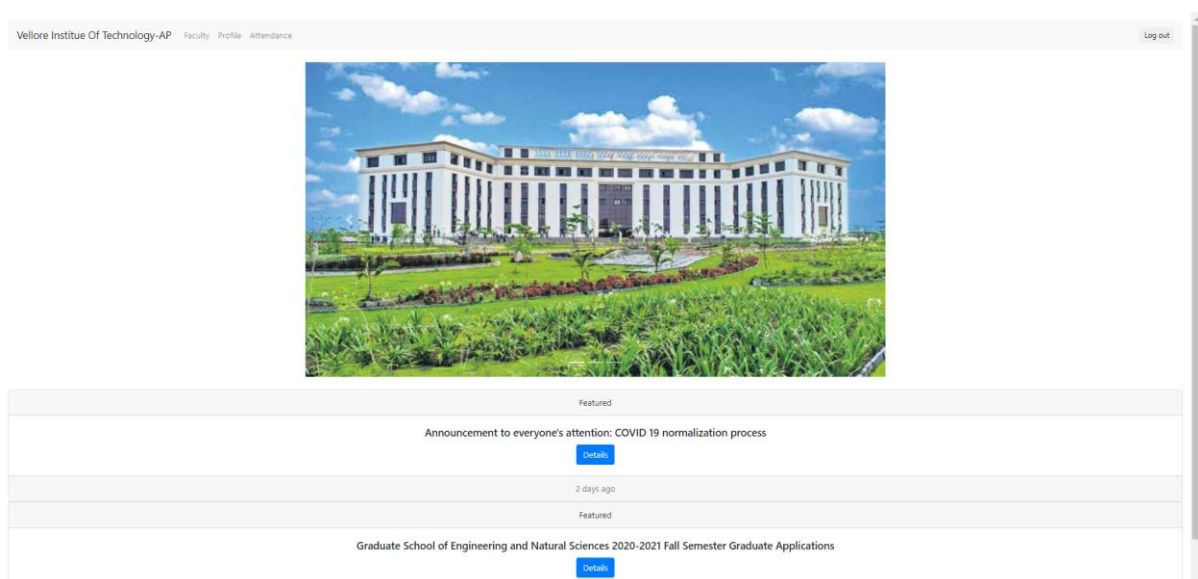 Vellore Institue Of Technology-AP Faculty Profile Attendance Log out
Featured
Announcement to everyone's attention: COVID 19 normalization process
Details
2 days ago
Featured
Graduate School of Engineering and Natural Sciences 2020-2021 Fall Semester Graduate Applications
Details